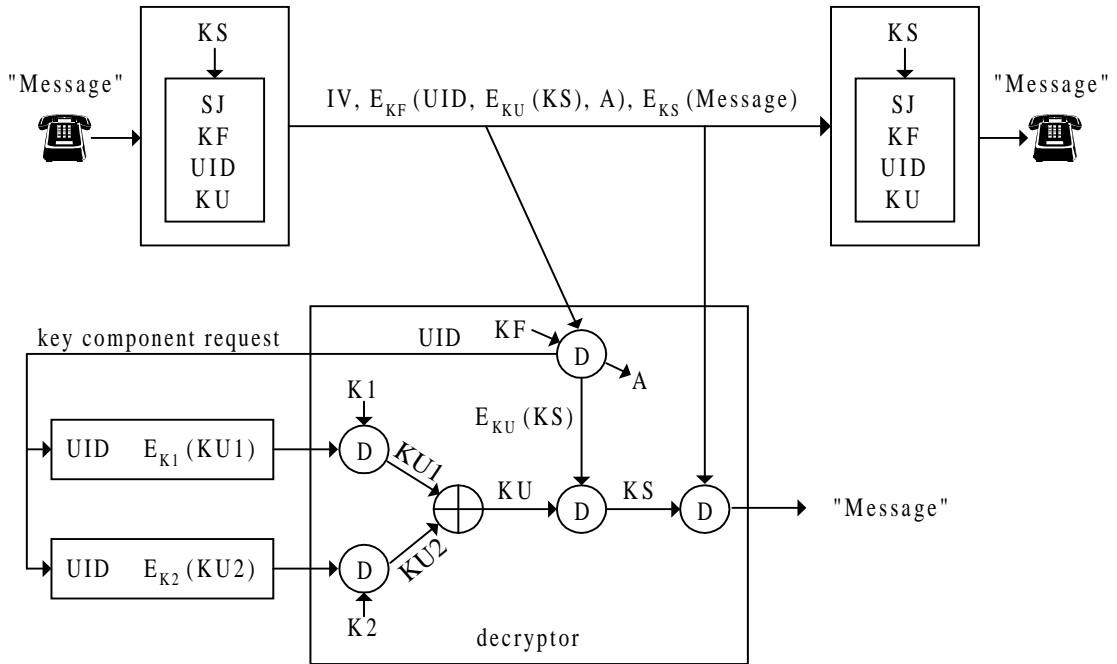 KS
KS
"Message"
"Message"
IV, E_KF (UID, E_KU (KS), A), E_KS (Message)
SJ
KF
UID
KU
SJ
KF
UID
KU
key component request
UID
KF
D
A
K1
E_KU (KS)
UID E_K1 (KU1)
D
KU1
KU
D
KS
D
"Message"
KU2
UID E_K2 (KU2)
D
K2
decryptor